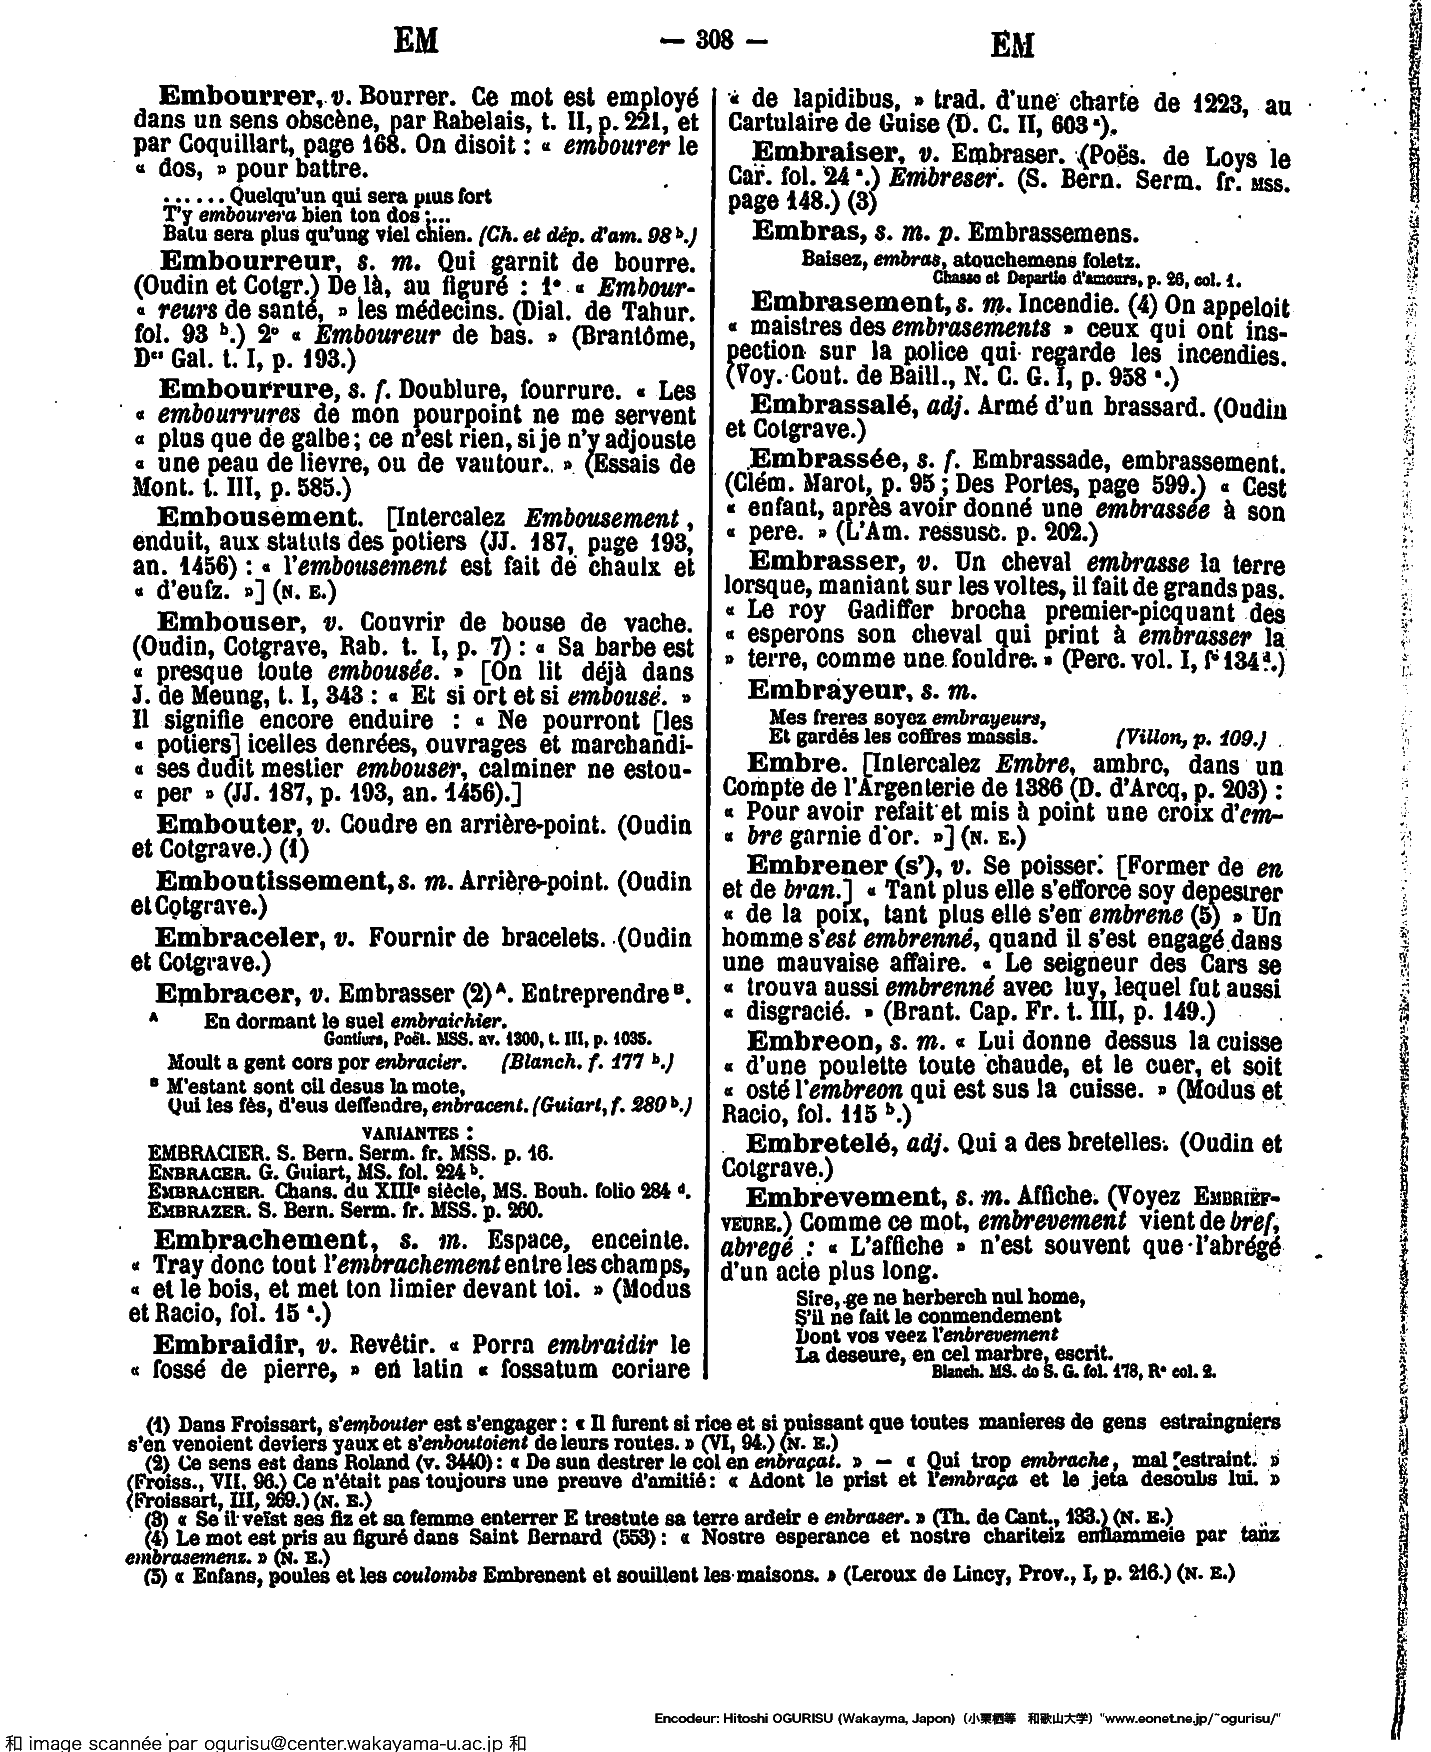 EM — 308 — EM
Embourrer, v. Bourrer. Ce mot est employé
dans un sens obscène, par Rabelais, t. II, p. 221, et
par Coquillart, page 168. On disoit : « embourer le
« dos, » pour battre.
...... Quelqu'un qui sera plus fort
T'y embourera bien ton dos ;...
Batu sera plus qu'ung viel chien. (Ch. et dép. d'am. 98 b.)
Embourreur, s. m. Qui garnit de bourre.
(Oudin et Cotgr.) De là, au figuré : 1° « Embour-
« reurs de santé, » les médecins. (Dial. de Tahur.
fol. 93 b.) 2° « Emboureur de bas. » (Brantôme,
Des Gal. t. I, p. 193.)
Embourrure, s. f. Doublure, fourrure. « Les
« embourrures de mon pourpoint ne me servent
« plus que de galbe ; ce n'est rien, si je n'y adjouste
« une peau de lievre, ou de vautour. » (Essais de
Mont. t. III, p. 585.)
Embousement. [Intercalez Embousement,
enduit, aux statuts des potiers (JJ. 187, page 193,
an. 1456) : « l'embousement est fait de chaulx et
« d'eufz. »] (N. E.)
Embouser, v. Couvrir de bouse de vache.
(Oudin, Cotgrave, Rab. t. I, p. 7) : « Sa barbe est
« presque toute embousée. » [On lit déjà dans
J. de Meung, t. I, 343 : « Et si ort et si embousé. »
Il signifie encore enduire : « Ne pourront [les
« potiers] icelles denrées, ouvrages et marchandi-
« ses dudit mestier embouser, calminer ne estou-
« per » (JJ. 187, p. 193, an. 1456).]
Embouter, v. Coudre en arrière-point. (Oudin
et Cotgrave.) (1)
Emboutissement, s. m. Arrière-point. (Oudin
et Cotgrave.)
Embraceler, v. Fournir de bracelets. (Oudin
et Cotgrave.)
Embracer, v. Embrasser (2) A. Entreprendre B.
A En dormant le suel embraichier.
Gontiers, Poët. MSS. av. 1300, t. III, p. 1035.
Moult a gent cors por enbracier. (Blanch. f. 177 b.)
B M'estant sont cil desus la mote,
Qui les fès, d'eus deffendre, enbracent. (Guiart, f. 280 b.)
VARIANTES :
EMBRACIER. S. Bern. Serm. fr. MSS. p. 16.
ENBRACER. G. Guiart, MS. fol. 224 b.
EMBRACHER. Chans. du XIIIe siècle, MS. Bouh. folio 284 d.
EMBRAZER. S. Bern. Serm. fr. MSS. p. 260.
Embrachement, s. m. Espace, enceinte.
« Tray donc tout l'embrachement entre les champs,
« et le bois, et met ton limier devant toi. » (Modus
et Racio, fol. 15 a.)
Embraidir, v. Revêtir. « Porra embraidir le
« fossé de pierre, » en latin « fossatum coriare
« de lapidibus, » trad. d'une charte de 1223, au
Cartulaire de Guise (D. C. II, 603 a).
Embraiser, v. Embraser. (Poës. de Loys le
Car. fol. 24 a.) Embreser. (S. Bern. Serm. fr. MSS.
page 148.) (3)
Embras, s. m. p. Embrassemens.
Baisez, embras, atouchemens foletz.
Chasse et Departie d'amours, p. 26, col. 1.
Embrasement, s. m. Incendie. (4) On appeloit
« maistres des embrasements » ceux qui ont ins-
pection sur la police qui regarde les incendies.
(Voy. Cout. de Baill., N. C. G. I, p. 958 a.)
Embrassalé, adj. Armé d'un brassard. (Oudin
et Cotgrave.)
Embrassée, s. f. Embrassade, embrassement.
(Clém. Marot, p. 95 ; Des Portes, page 599.) « Cest
« enfant, après avoir donné une embrassée à son
« pere. » (L'Am. ressusc. p. 202.)
Embrasser, v. Un cheval embrasse la terre
lorsque, maniant sur les voltes, il fait de grands pas.
« Le roy Gadiffer brocha premier-picquant des
« esperons son cheval qui print à embrasser la
» terre, comme une fouldre. » (Perc. vol. I, fo 134 d.)
Embrayeur, s. m.
Mes freres soyez embrayeurs,
Et gardés les coffres massis. (Villon, p. 109.)
Embre. [Intercalez Embre, ambre, dans un
Compte de l'Argenterie de 1386 (D. d'Arcq, p. 203) :
« Pour avoir refait et mis à point une croix d'em-
« bre garnie d'or. »] (N. E.)
Embrener (s'), v. Se poisser. [Former de en
et de bran.] « Tant plus elle s'efforce soy depestrer
« de la poix, tant plus elle s'en embrene (5) » Un
homme s'est embrenné, quand il s'est engagé dans
une mauvaise affaire. « Le seigneur des Cars se
« trouva aussi embrenné avec luy, lequel fut aussi
« disgracié. » (Brant. Cap. Fr. t. III, p. 149.)
Embreon, s. m. « Lui donne dessus la cuisse
« d'une poulette toute chaude, et le cuer, et soit
« osté l'embreon qui est sus la cuisse. » (Modus et
Racio, fol. 115 b.)
Embretelé, adj. Qui a des bretelles. (Oudin et
Cotgrave.)
Embrevement, s. m. Affiche. (Voyez EMBRIEF-
VEURE.) Comme ce mot, embrevement vient de bref,
abregé : « L'affiche » n'est souvent que l'abrégé
d'un acte plus long.
Sire, ge ne herberch nul home,
S'il ne fait le conmendement
Dont vos veez l'enbrevement
La deseure, en cel marbre, escrit.
Blanch. MS. de S. G. fol. 178, Ro col. 2.
(1) Dans Froissart, s'embouter est s'engager : « Il furent si rice et si puissant que toutes manieres de gens estraingniers
s'en venoient deviers yaux et s'enboutoient de leurs routes. » (VI, 94.) (N. E.)
(2) Ce sens est dans Roland (v. 3440) : « De sun destrer le col en enbraçat. » — « Qui trop embrache, mal estraint. »
(Froiss., VII, 96.) Ce n'était pas toujours une preuve d'amitié : « Adont le prist et l'embraça et le jeta desoubs lui. »
(Froissart, III, 269.) (N. E.)
(3) « Se il veïst ses fiz et sa femme enterrer E trestute sa terre ardeir e enbraser. » (Th. de Cant., 133.) (N. E.)
(4) Le mot est pris au figuré dans Saint Bernard (553) : « Nostre esperance et nostre chariteiz enflammeie par tanz
embrasemenz. » (N. E.)
(5) « Enfans, poules et les coulombs Embrenent et souillent les maisons. » (Leroux de Lincy, Prov., I, p. 216.) (N. E.)
Encodeur: Hitoshi OGURISU (Wakayma, Japon) (小栗栖等 和歌山大学) "www.eonet.ne.jp/~ogurisu/"
和 image scannée par ogurisu@center.wakayama-u.ac.jp 和